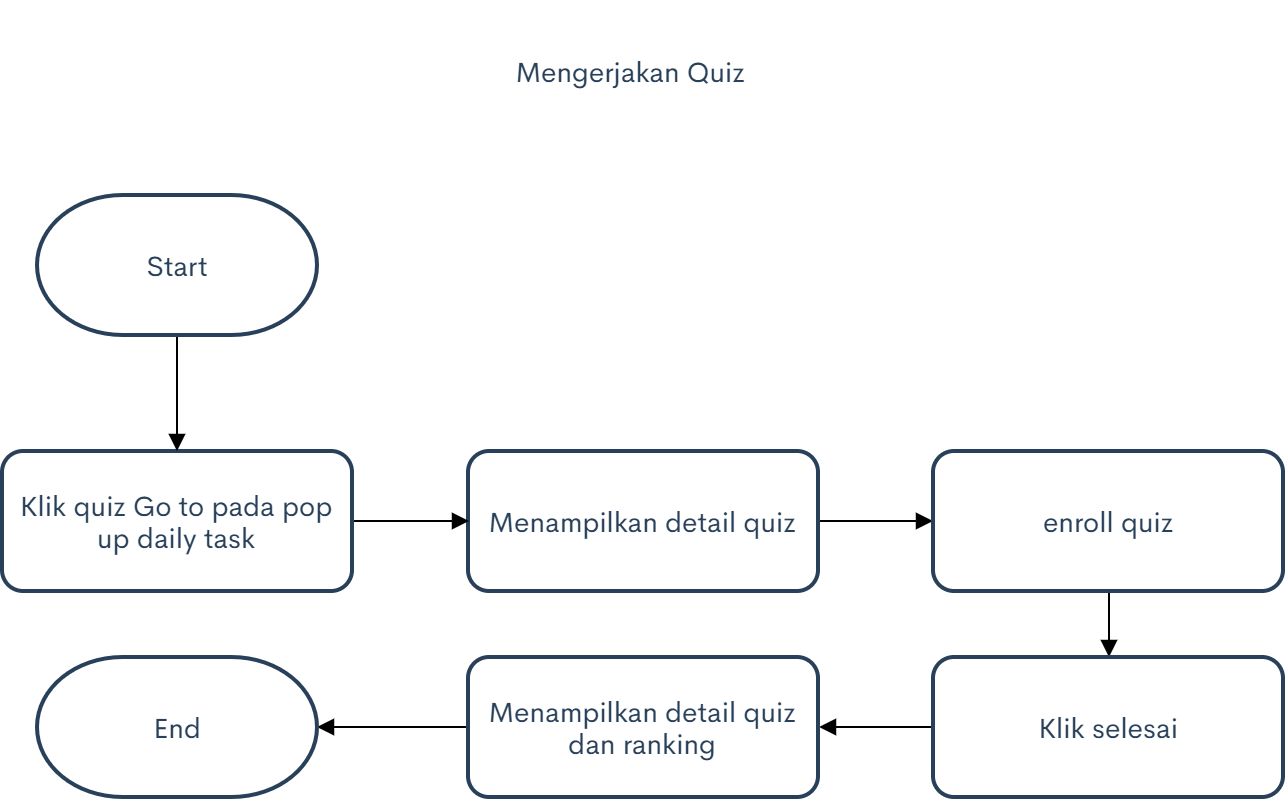 Mengerjakan Quiz
Start
Klik quiz Go to pada pop
up daily task
Menampilkan detail quiz
enroll quiz
Klik selesai
Menampilkan detail quiz
dan ranking
End